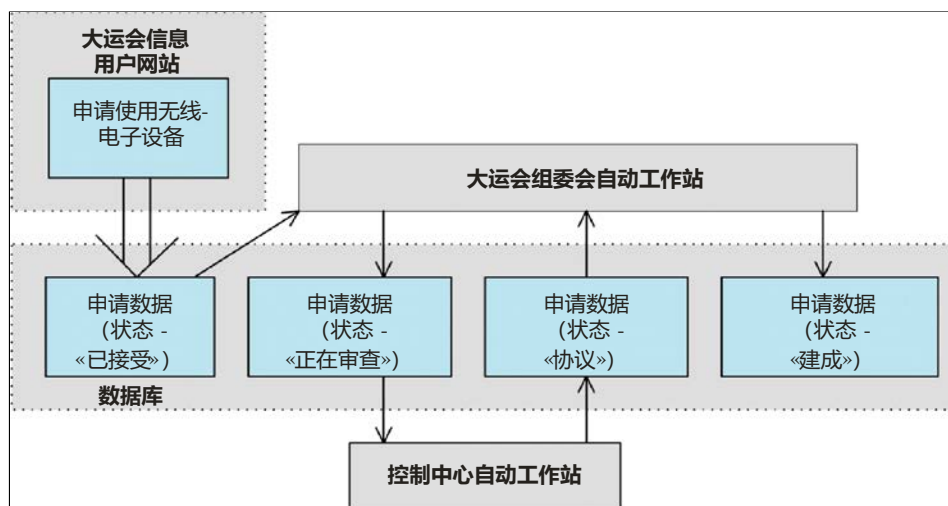 大运会信息
用户网站
申请使用无线-
电子设备
大运会组委会自动工作站
申请数据
（状态 -
«已接受»）
申请数据
（状态 -
«正在审查»）
申请数据
（状态 -
«协议»）
申请数据
（状态 -
«建成»）
数据库
控制中心自动工作站